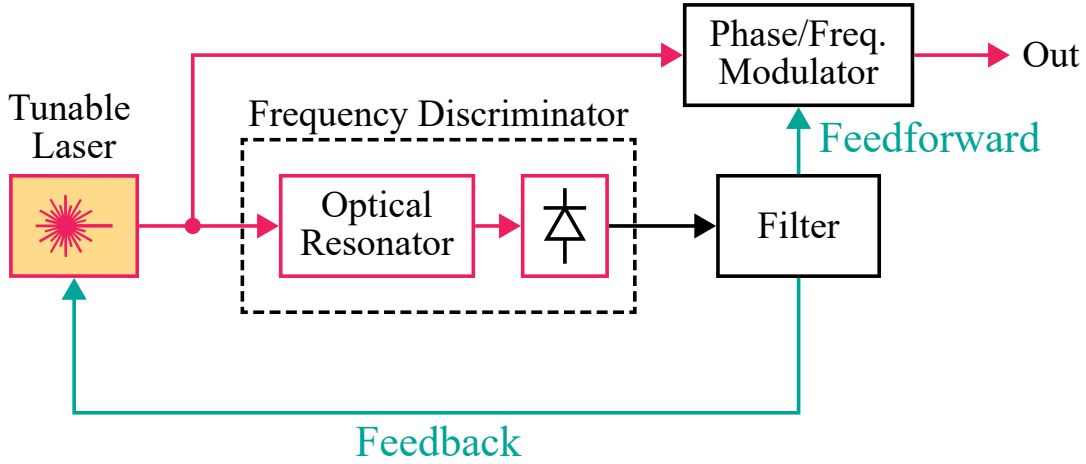 Phase/Freq.
Modulator
Out
Tunable
Laser
Frequency Discriminator
Feedforward
Optical
Resonator
Filter
Feedback